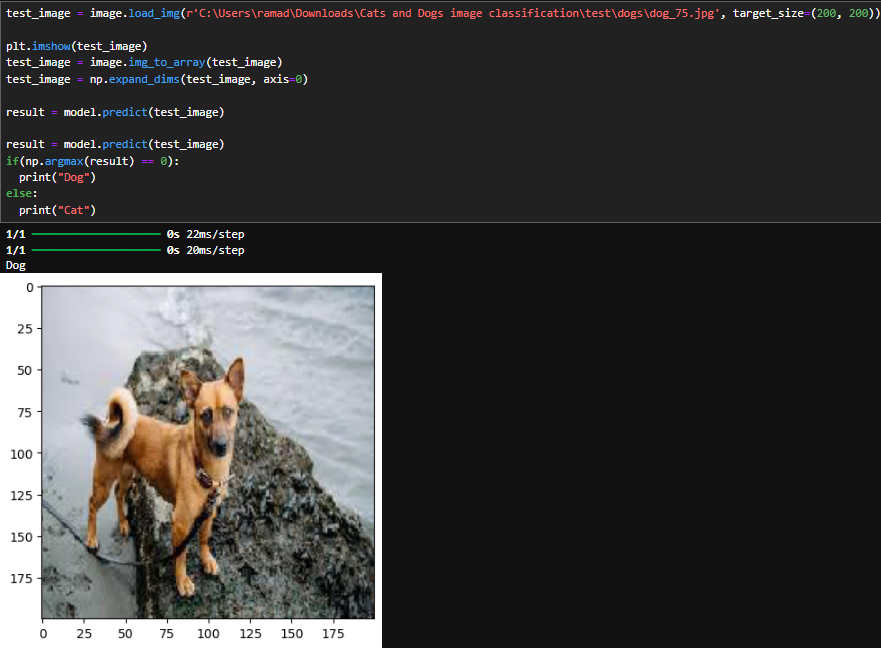 test_image = image.load_img(r'C:\Users\ramad\Downloads\Cats and Dogs image classification\test\dogs\dog_75.jpg', target_size=(200, 200))
plt.imshow(test_image)
test_image = image.img_to_array(test_image)
test_image = np.expand_dims(test_image, axis=0)
result = model.predict(test_image)
result = model.predict(test_image)
if(np.argmax(result) == 0):
  print("Dog")
else:
  print("Cat")
1/1 0s 22ms/step
1/1 0s 20ms/step
Dog
0
25
50
75
100
125
150
175
0 25 50 75 100 125 150 175